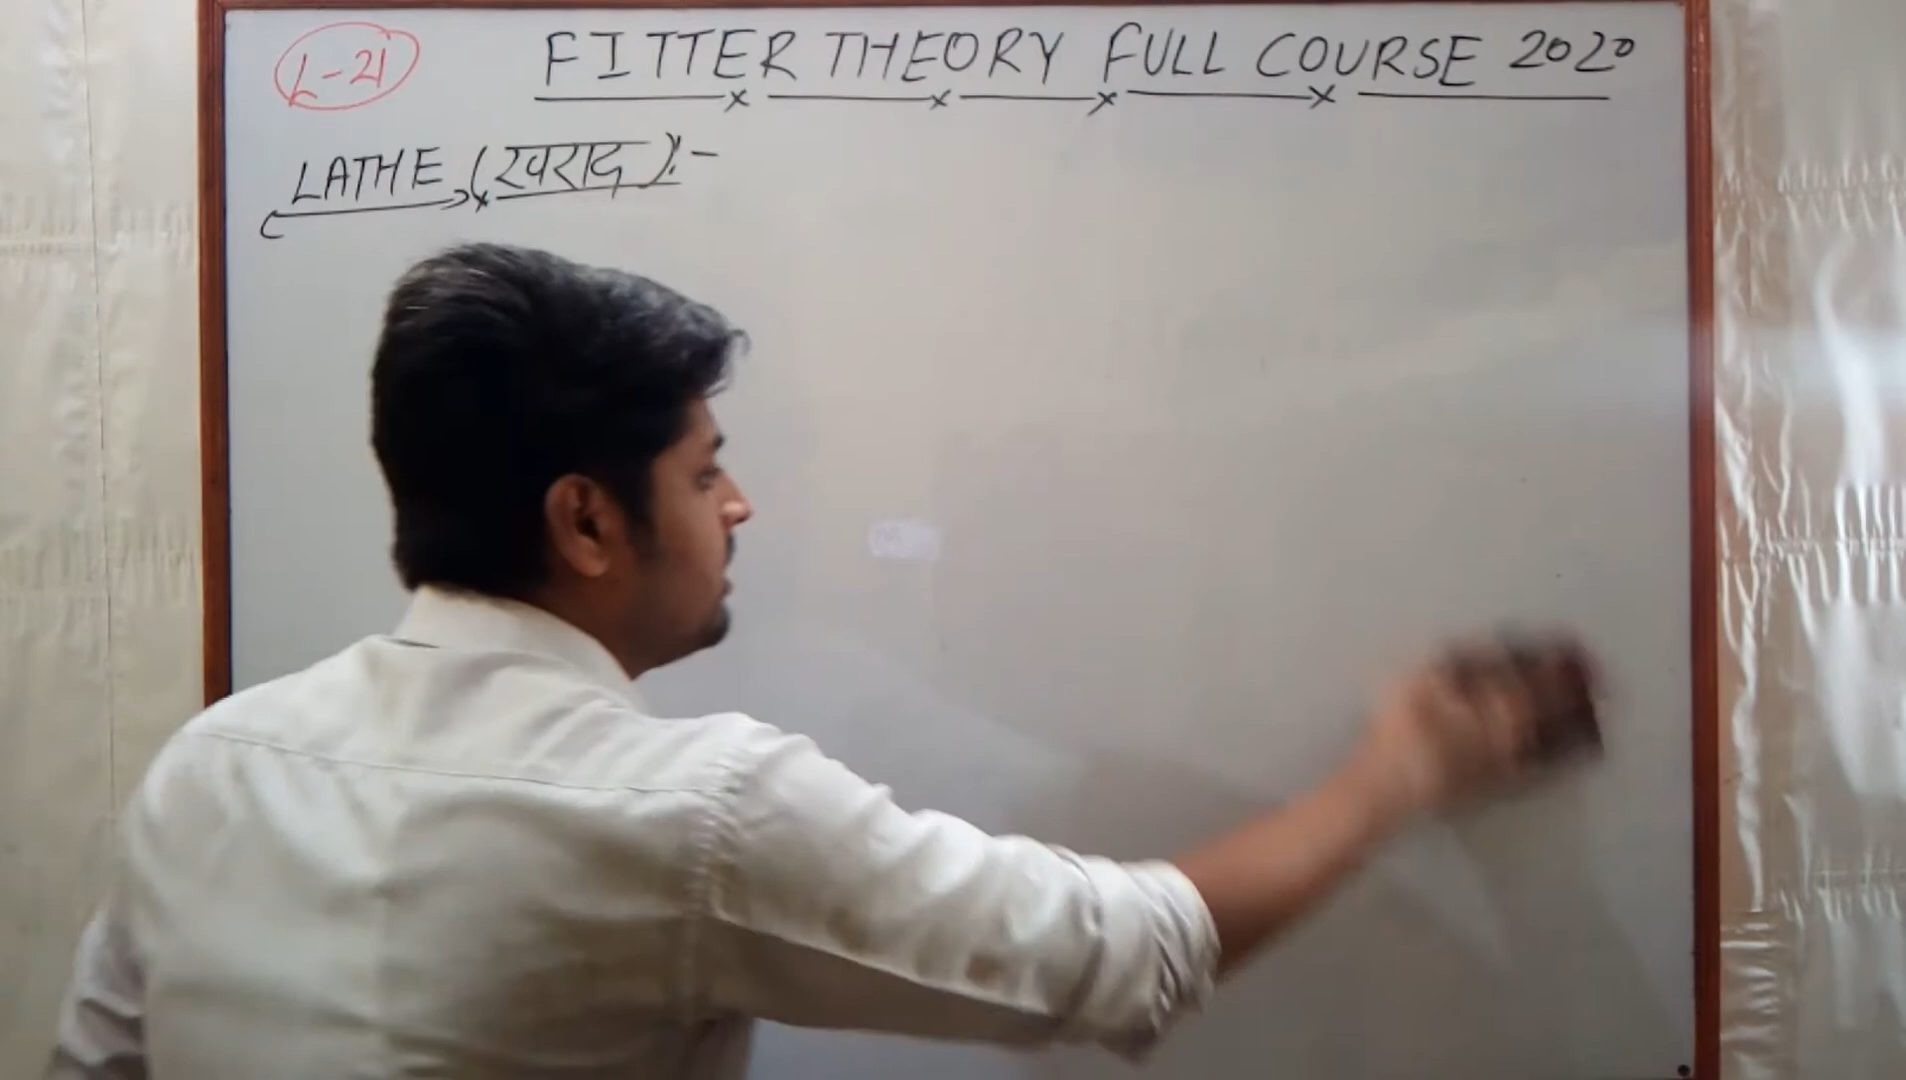 L-21 FITTER THEORY FULL COURSE 2020
LATHE (खराद):-